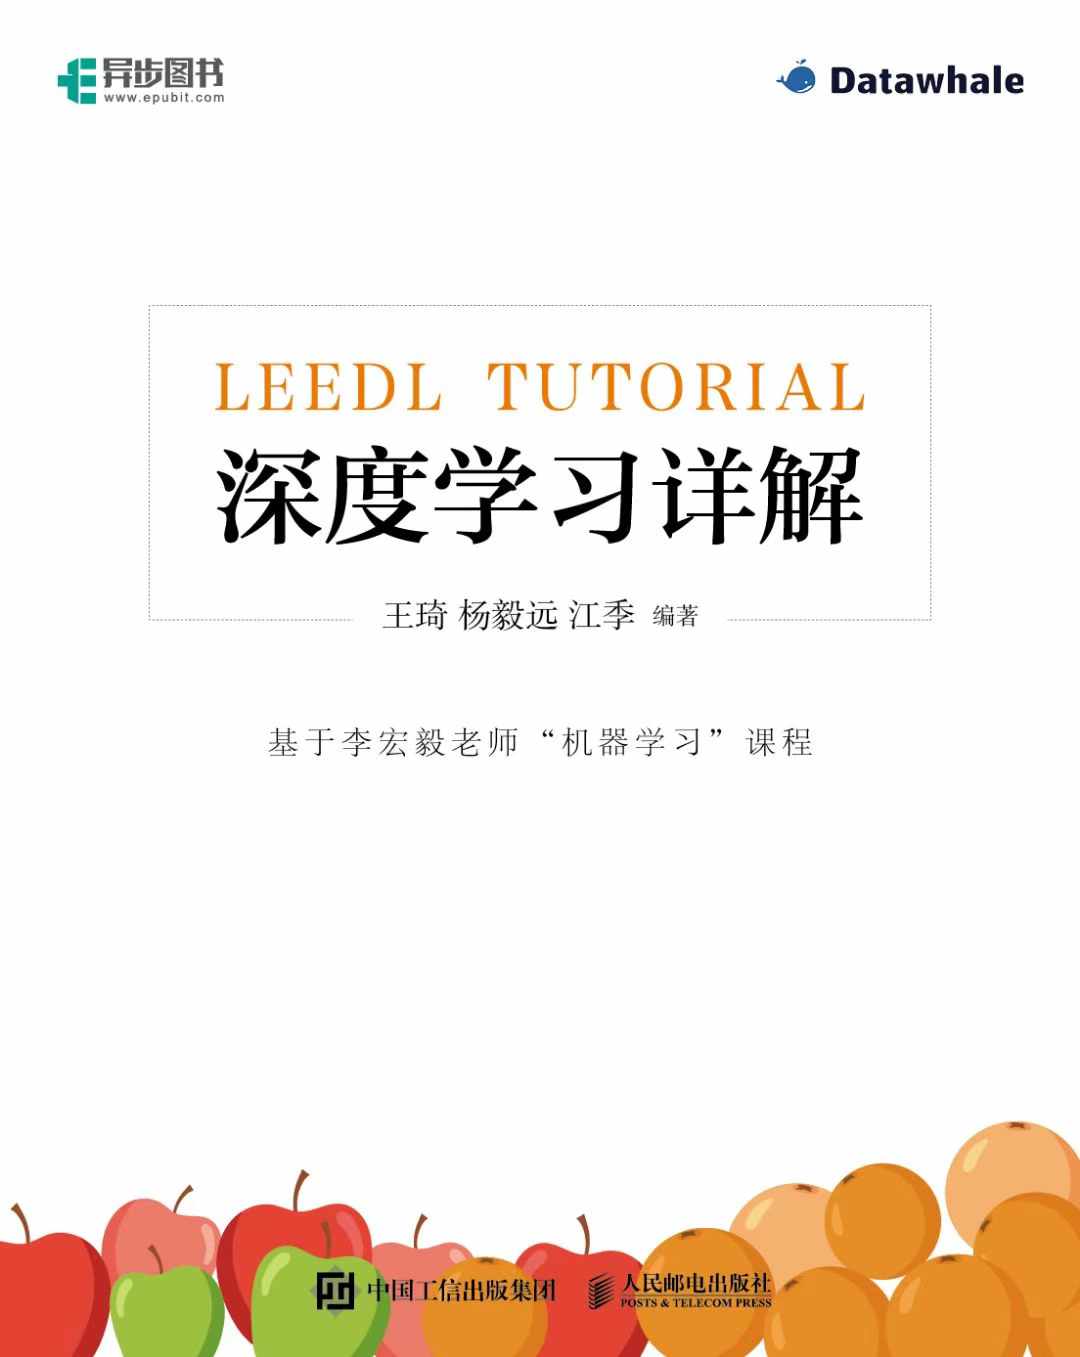 异步图书
www.epubit.com
Datawhale
LEEDL TUTORIAL
深度学习详解
王琦 杨毅远 江季 编著
基于李宏毅老师“机器学习”课程
中国工信出版集团
人民邮电出版社
POSTS & TELECOM PRESS